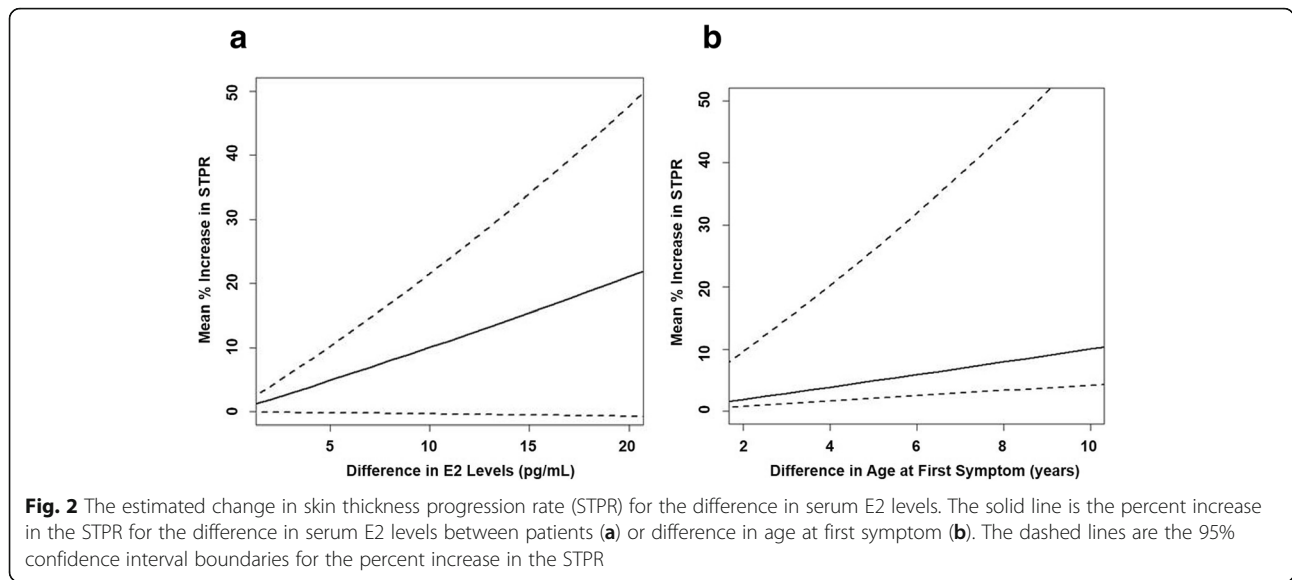 a
b
50
40
30
20
10
0
Mean % Increase in STPR
5
10
15
20
Difference in E2 Levels (pg/mL)
50
40
30
20
10
0
Mean % Increase in STPR
2
4
6
8
10
Difference in Age at First Symptom (years)
Fig. 2 The estimated change in skin thickness progression rate (STPR) for the difference in serum E2 levels. The solid line is the percent increase
in the STPR for the difference in serum E2 levels between patients (a) or difference in age at first symptom (b). The dashed lines are the 95%
confidence interval boundaries for the percent increase in the STPR